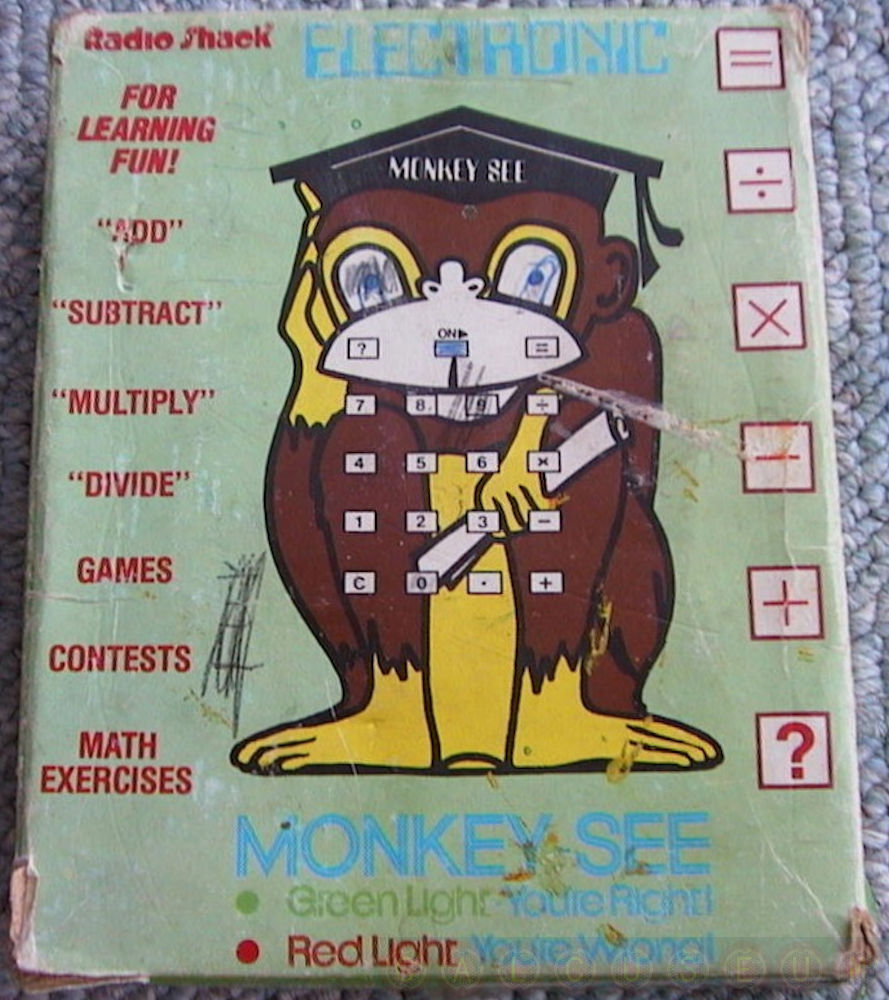 Radio Shack
ELECTRONIC
=
FOR
LEARNING
FUN!
MONKEY SEE
÷
"ADD"
"SUBTRACT"
×
ON▶
? =
"MULTIPLY"
7 8 9 ÷
−
4 5 6 ×
"DIVIDE"
1 2 3 −
GAMES
C 0 . +
+
CONTESTS
MATH
EXERCISES
?
MONKEY SEE
• Green Light You're Right!
• Red Light You're Wrong!